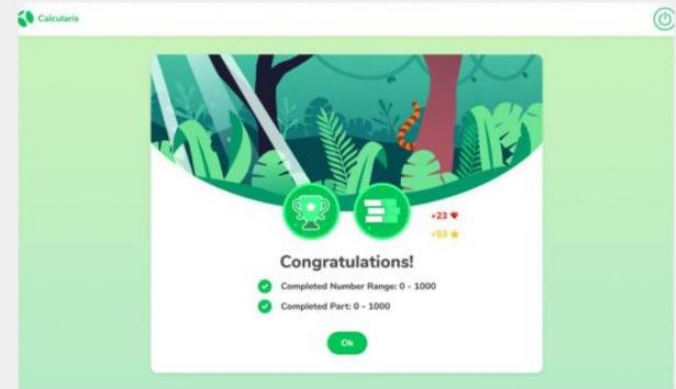 Calcularis
+23
+53
Congratulations!
Completed Number Range: 0 - 1000
Completed Part: 0 - 1000
Ok